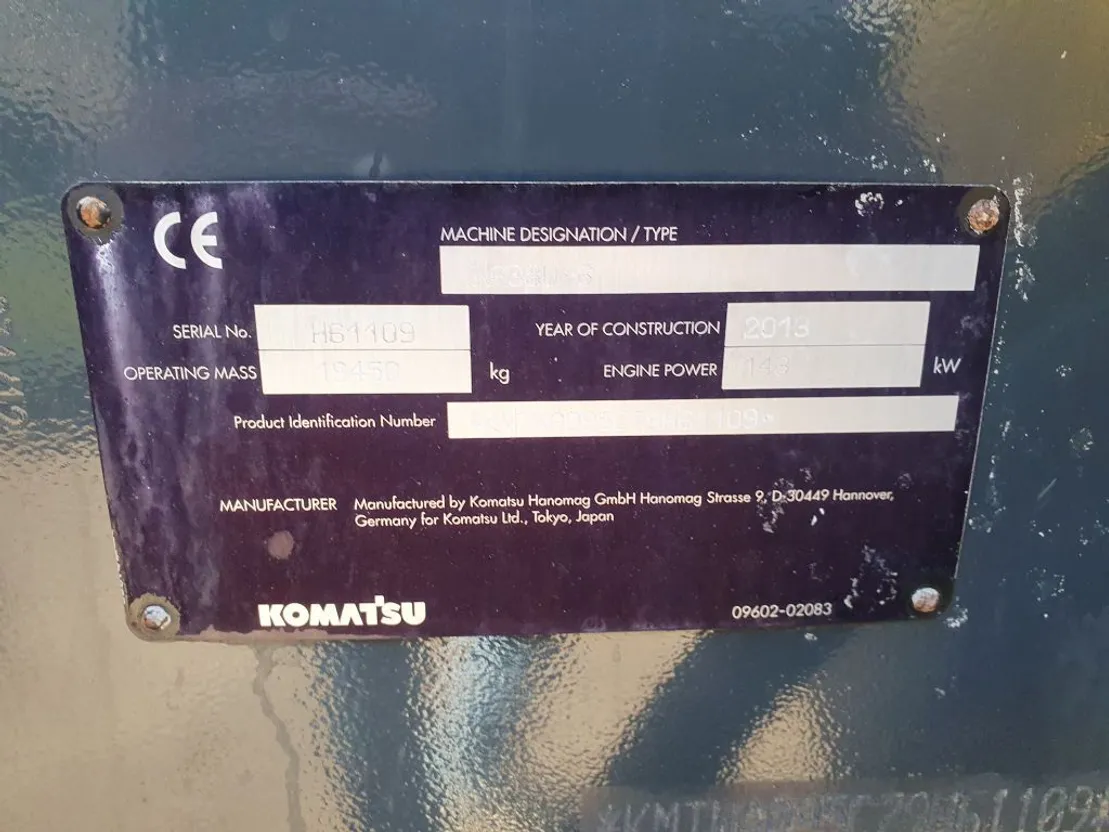 CE
MACHINE DESIGNATION / TYPE
SERIAL No. H61109
YEAR OF CONSTRUCTION 2013
OPERATING MASS kg
ENGINE POWER kW
Product Identification Number
MANUFACTURER Manufactured by Komatsu Hanomag GmbH Hanomag Strasse 9, D-30449 Hannover,
Germany for Komatsu Ltd., Tokyo, Japan
KOMATSU
09602-02083